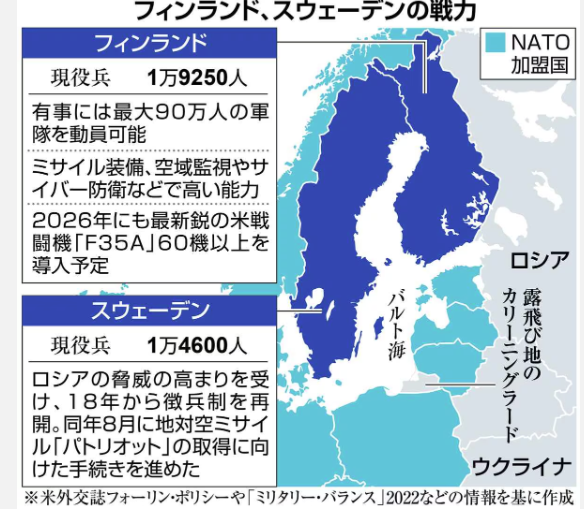 フィンランド、スウェーデンの戦力
フィンランド
現役兵 1万9250人
有事には最大90万人の軍
隊を動員可能
ミサイル装備、空域監視やサ
イバー防衛などで高い能力
2026年にも最新鋭の米戦
闘機「F35A」60機以上を
導入予定
スウェーデン
現役兵 1万4600人
ロシアの脅威の高まりを受
け、18年から徴兵制を再
開。同年8月に地対空ミサイ
ル「パトリオット」の取得に向
けた手続きを進めた
NATO
加盟国
ロシア
バルト海
露飛び地の
カリーニングラード
ウクライナ
※米外交誌フォーリン・ポリシーや「ミリタリー・バランス」2022などの情報を基に作成